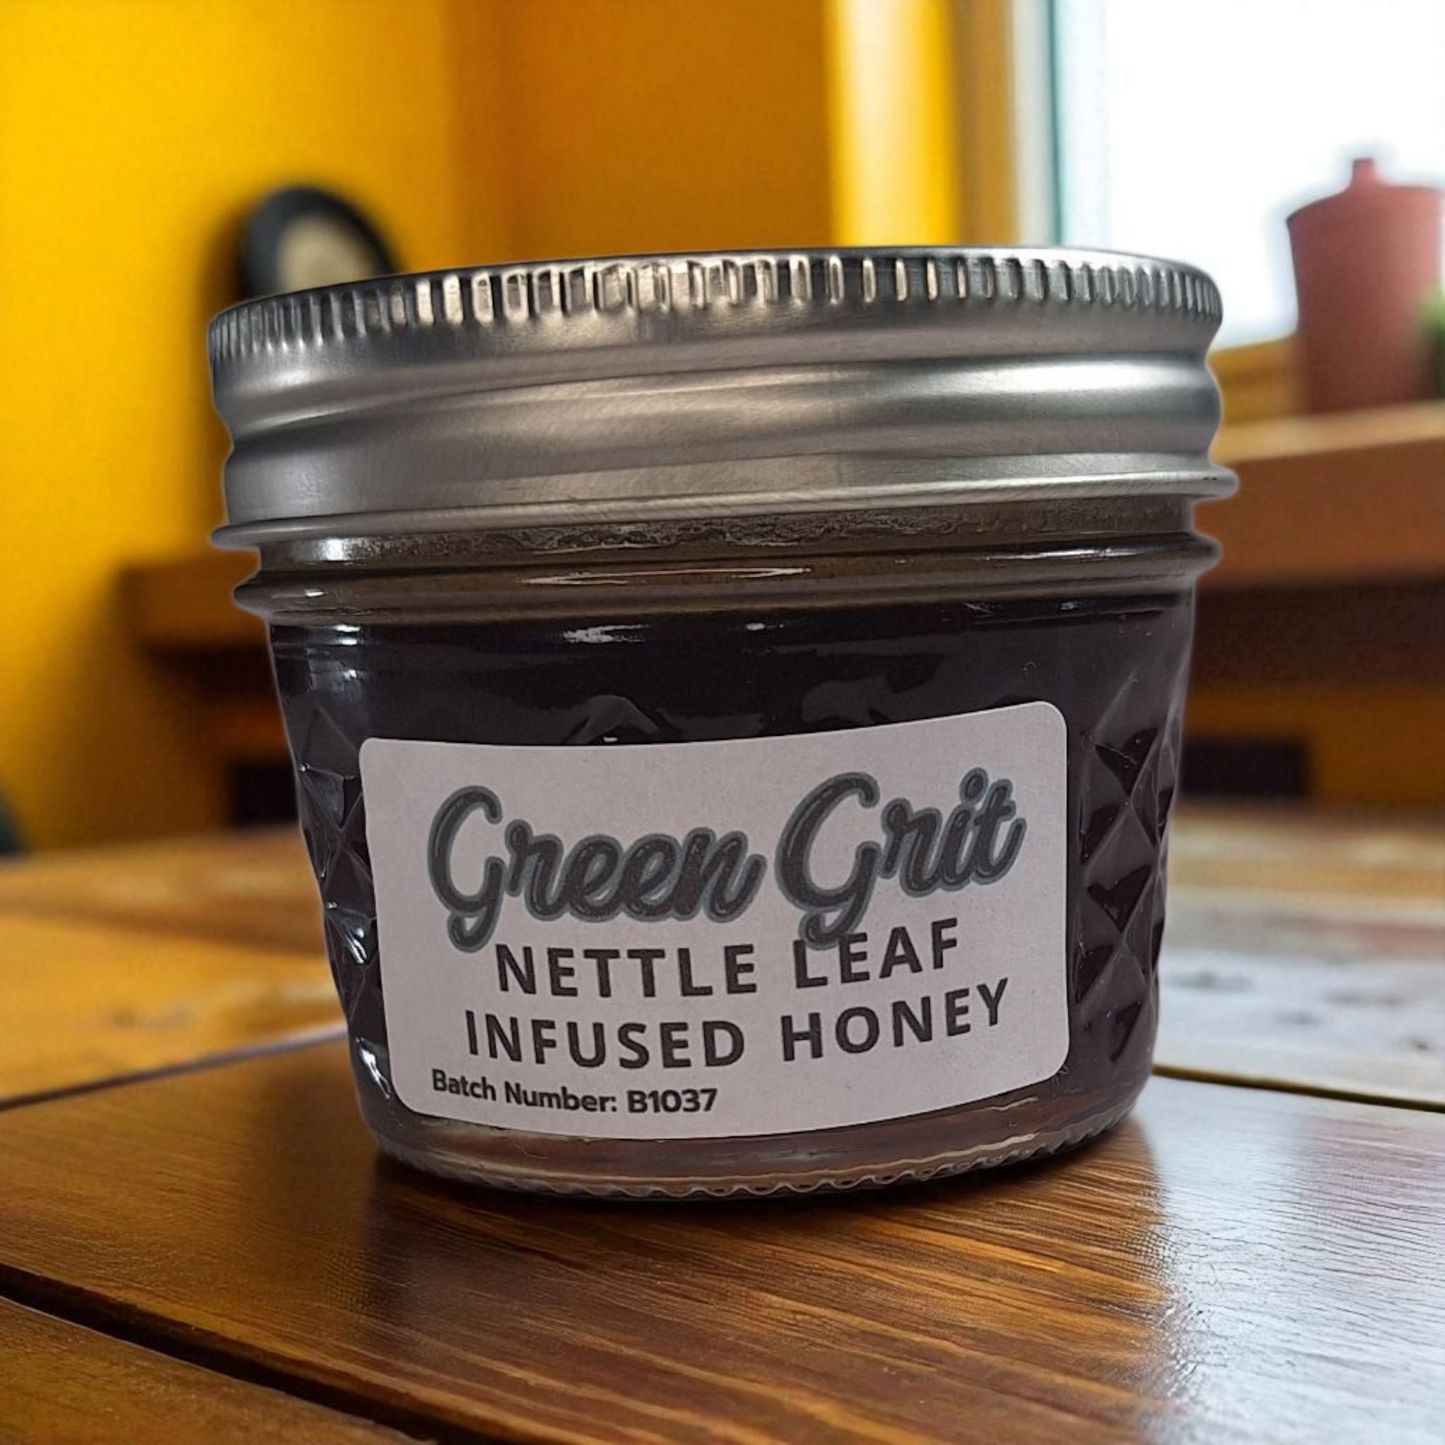 Green Grit
NETTLE LEAF
INFUSED HONEY
Batch Number: B1037